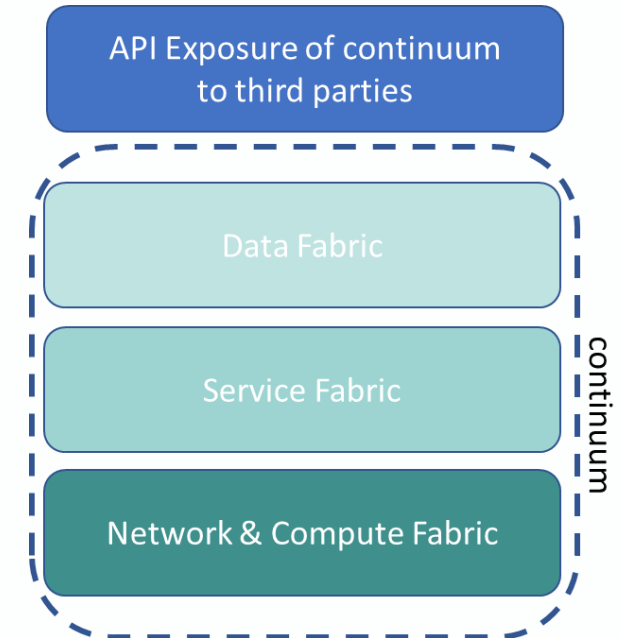 API Exposure of continuum
to third parties
Data Fabric
Service Fabric
continuum
Network & Compute Fabric